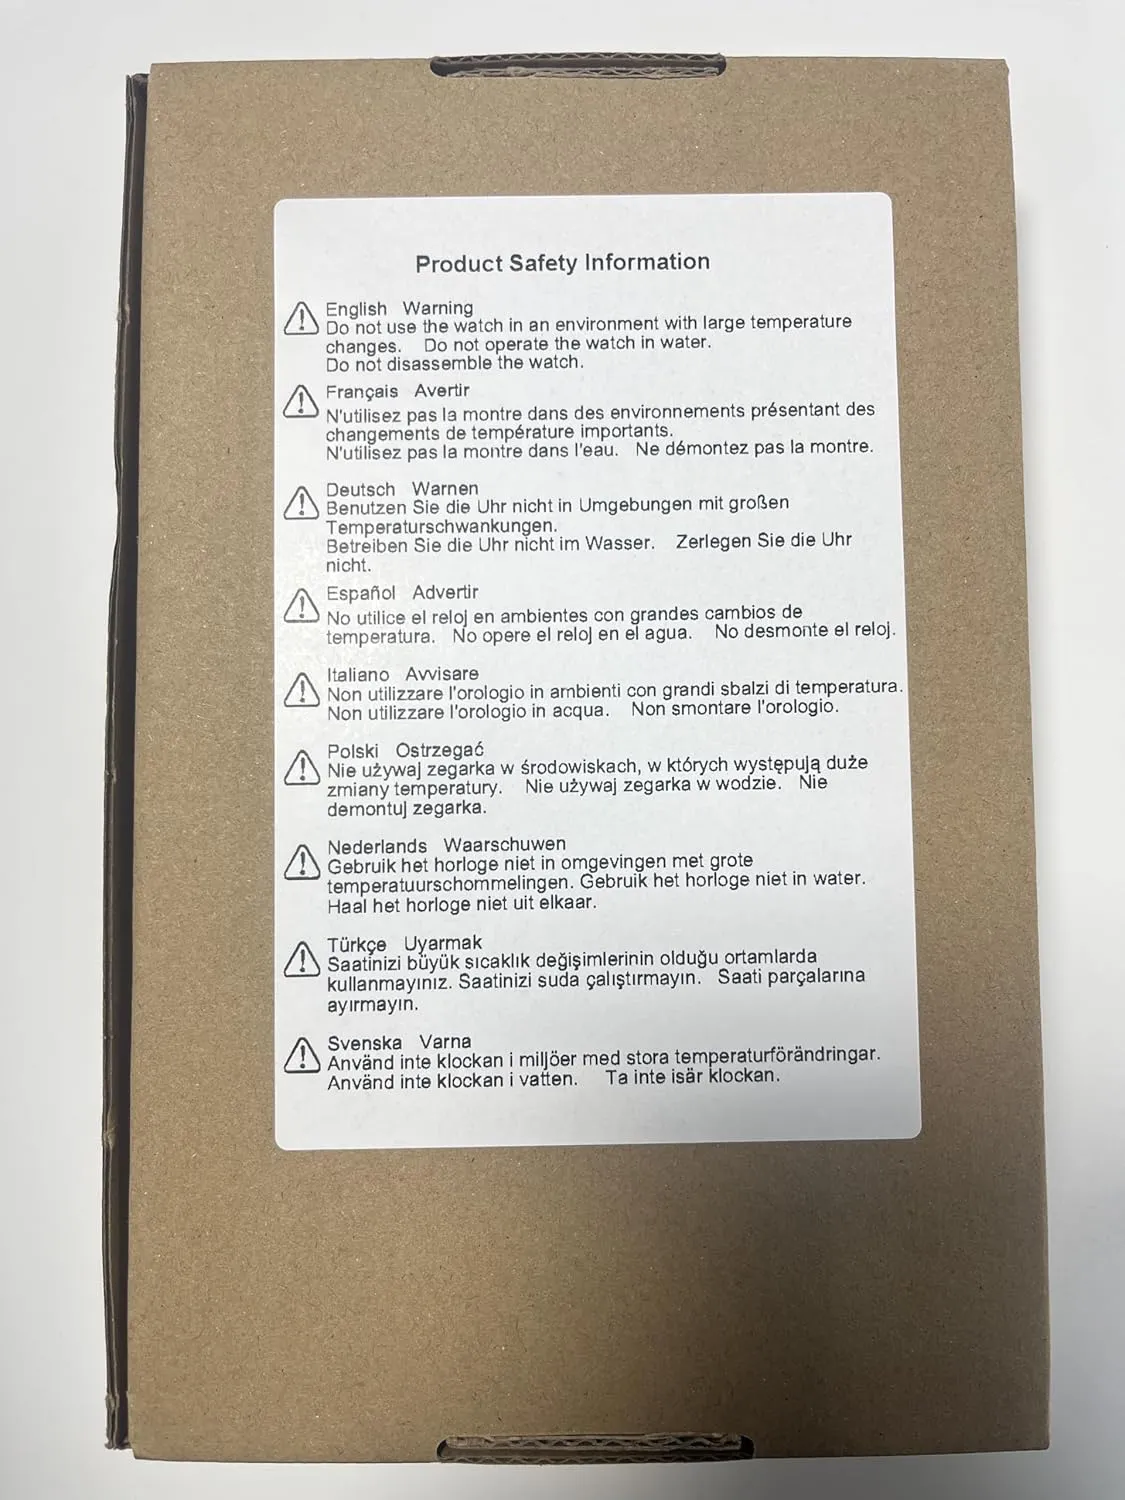 Product Safety Information
English Warning
Do not use the watch in an environment with large temperature
changes. Do not operate the watch in water.
Do not disassemble the watch.
Français Avertir
N'utilisez pas la montre dans des environnements présentant des
changements de température importants.
N'utilisez pas la montre dans l'eau. Ne démontez pas la montre.
Deutsch Warnen
Benutzen Sie die Uhr nicht in Umgebungen mit großen
Temperaturschwankungen.
Betreiben Sie die Uhr nicht im Wasser. Zerlegen Sie die Uhr
nicht.
Español Advertir
No utilice el reloj en ambientes con grandes cambios de
temperatura. No opere el reloj en el agua. No desmonte el reloj.
Italiano Avvisare
Non utilizzare l'orologio in ambienti con grandi sbalzi di temperatura.
Non utilizzare l'orologio in acqua. Non smontare l'orologio.
Polski Ostrzegać
Nie używaj zegarka w środowiskach, w których występują duże
zmiany temperatury. Nie używaj zegarka w wodzie. Nie
demontuj zegarka.
Nederlands Waarschuwen
Gebruik het horloge niet in omgevingen met grote
temperatuurschommelingen. Gebruik het horloge niet in water.
Haal het horloge niet uit elkaar.
Türkçe Uyarmak
Saatinizi büyük sıcaklık değişimlerinin olduğu ortamlarda
kullanmayınız. Saatinizi suda çalıştırmayın. Saati parçalarına
ayırmayın.
Svenska Varna
Använd inte klockan i miljöer med stora temperaturförändringar.
Använd inte klockan i vatten. Ta inte isär klockan.